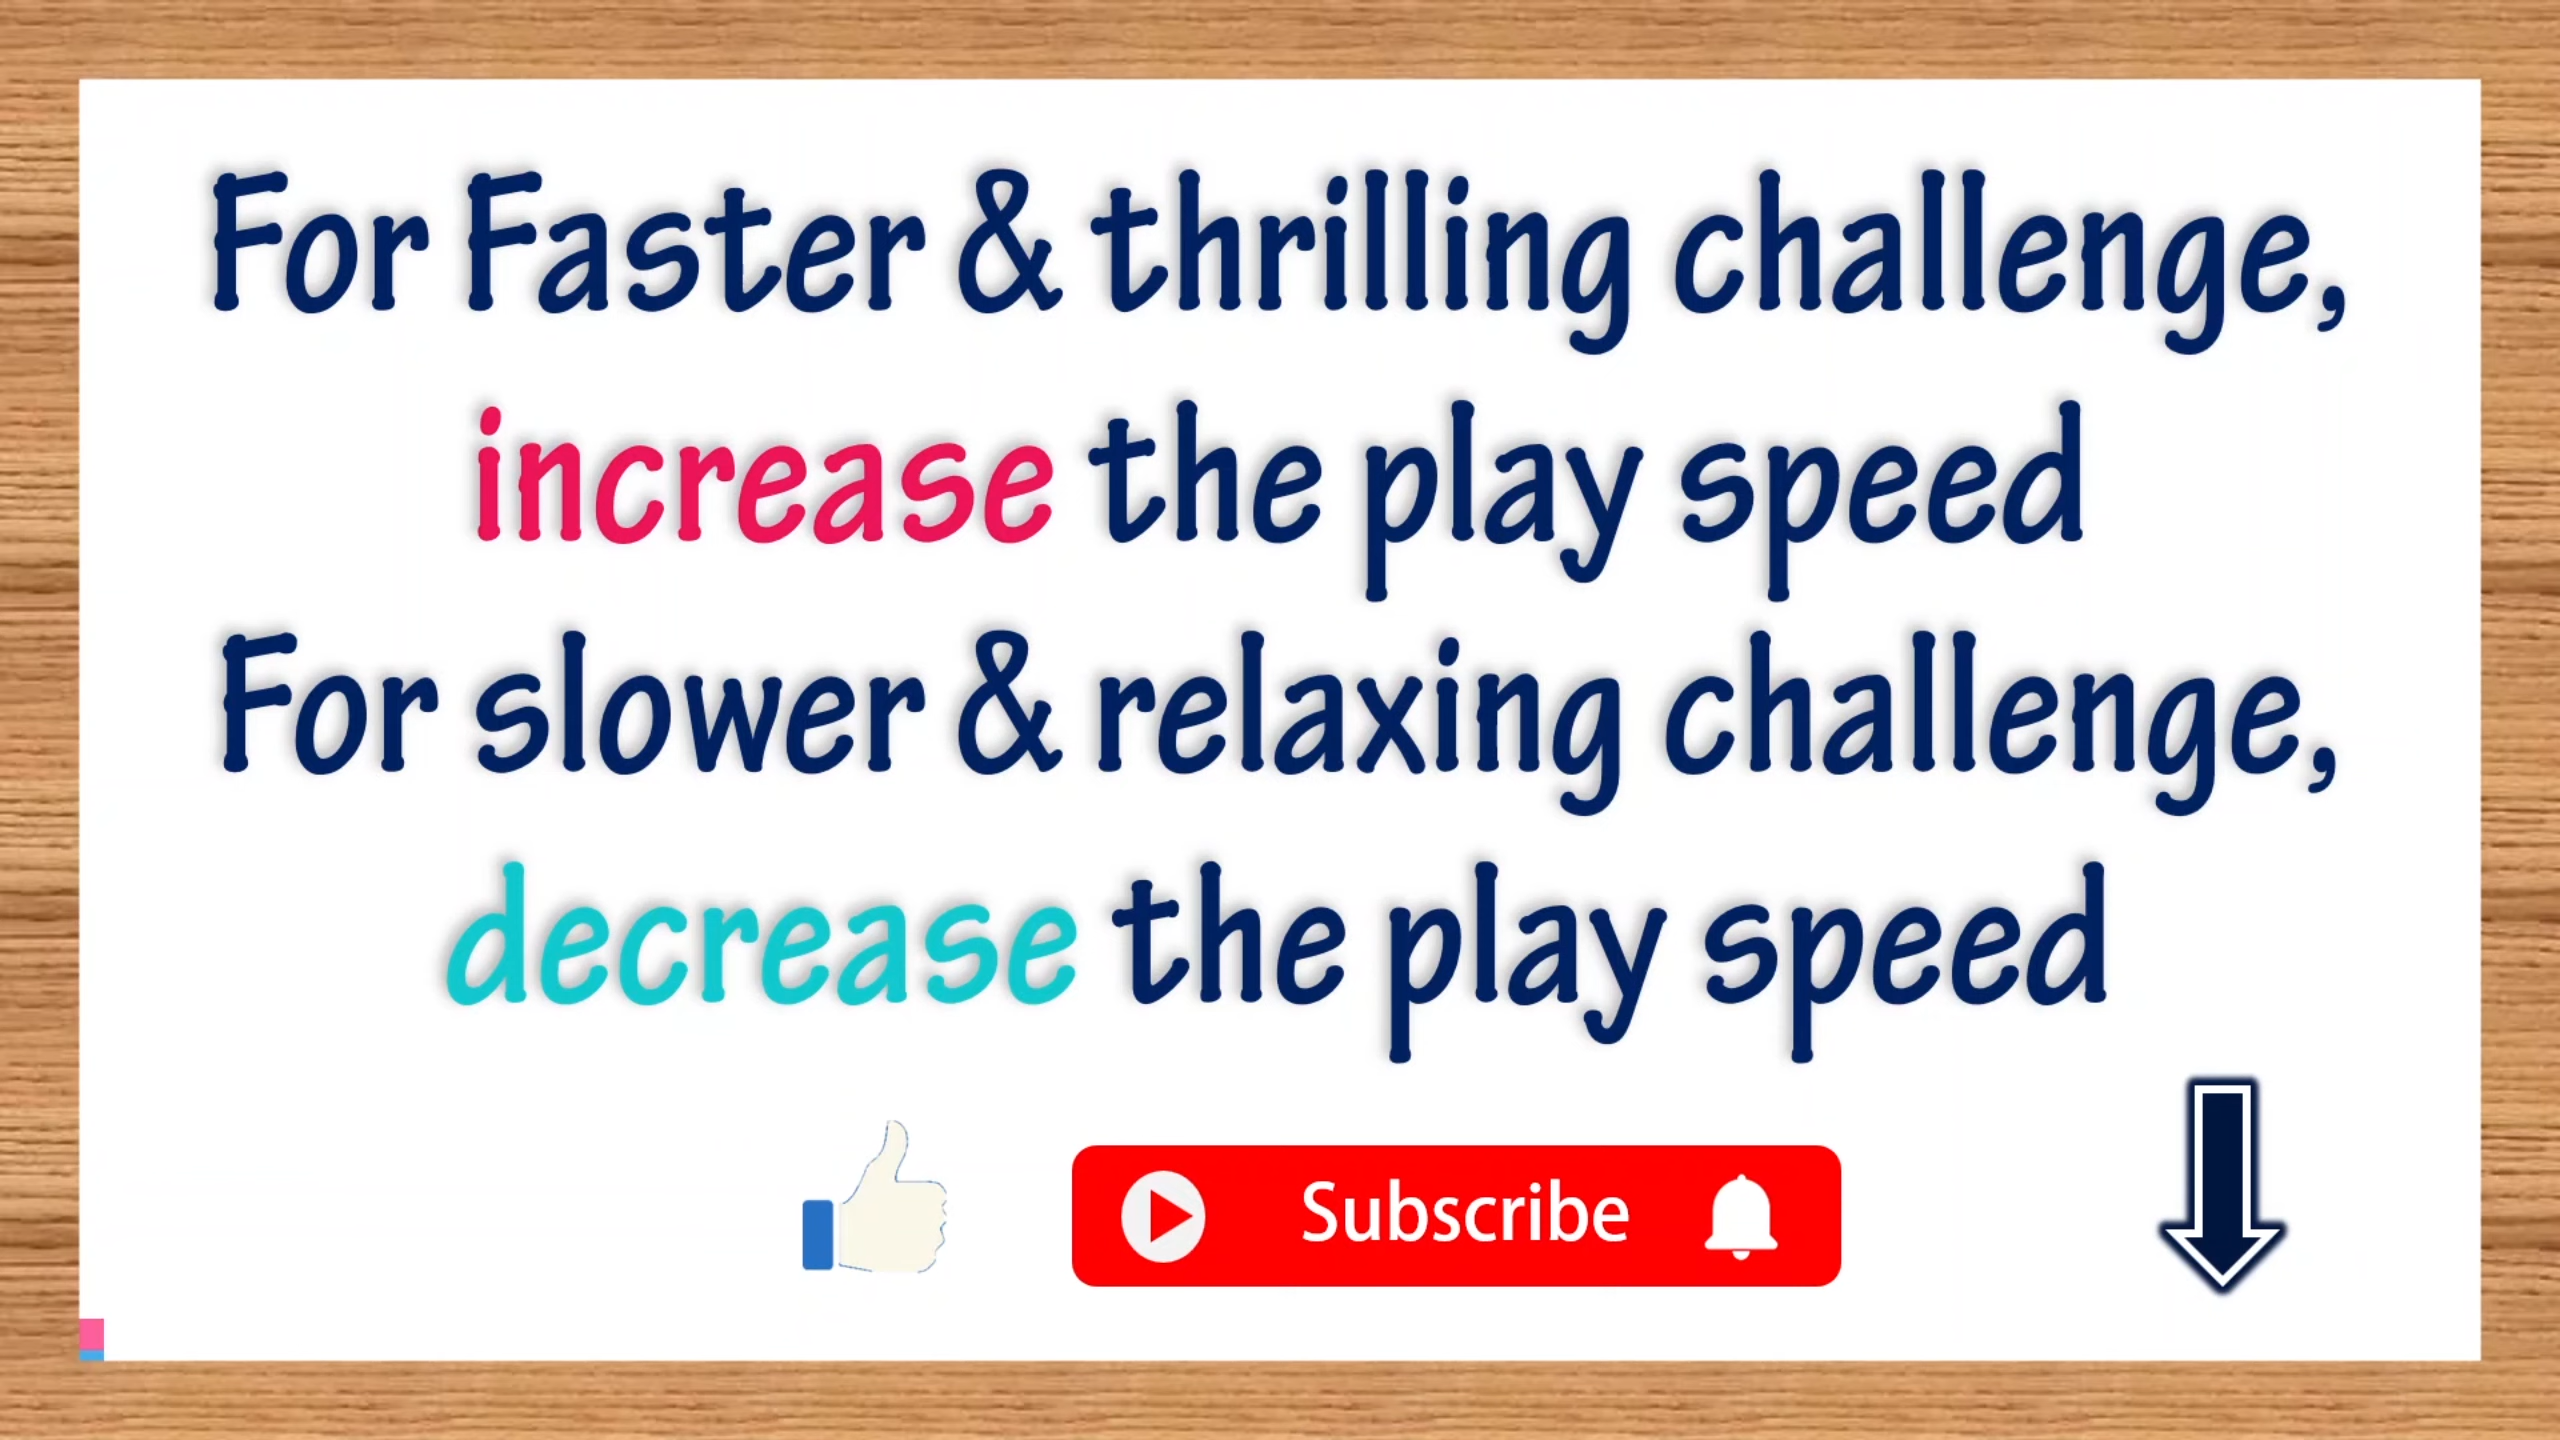 For Faster & thrilling challenge,
increase the play speed
For slower & relaxing challenge,
decrease the play speed
Subscribe